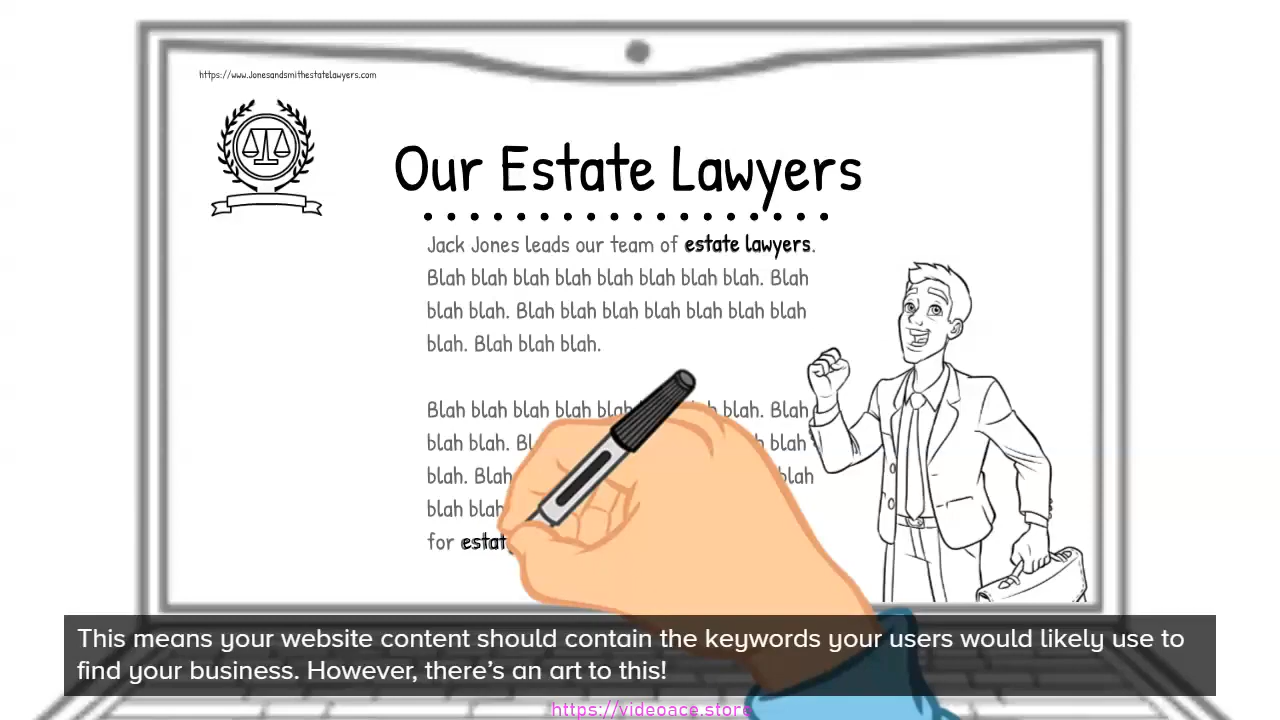 https://www.Jonesandsmithestatelawyers.com
Our Estate Lawyers
Jack Jones leads our team of estate lawyers.
Blah blah blah blah blah blah blah blah. Blah
blah blah. Blah blah blah blah blah blah blah
blah. Blah blah blah.
Blah blah blah blah blah blah. Blah
blah blah. blah
blah. Blah blah
blah blah
for estat
This means your website content should contain the keywords your users would likely use to
find your business. However, there's an art to this!
https://videoace.store